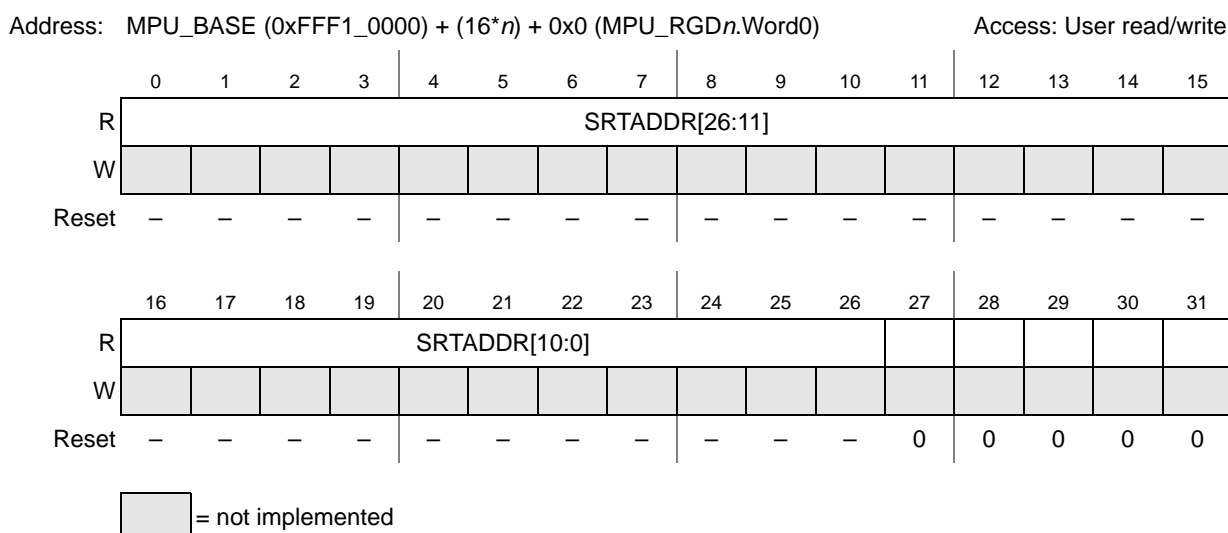 Address: MPU_BASE (0xFFF1_0000) + (16*n) + 0x0 (MPU_RGDn.Word0) Access: User read/write
0 1 2 3 4 5 6 7 8 9 10 11 12 13 14 15
R SRTADDR[26:11]
W
Reset – – – – – – – – – – – – – – – –
16 17 18 19 20 21 22 23 24 25 26 27 28 29 30 31
R SRTADDR[10:0]
W
Reset – – – – – – – – – – – 0 0 0 0 0
= not implemented